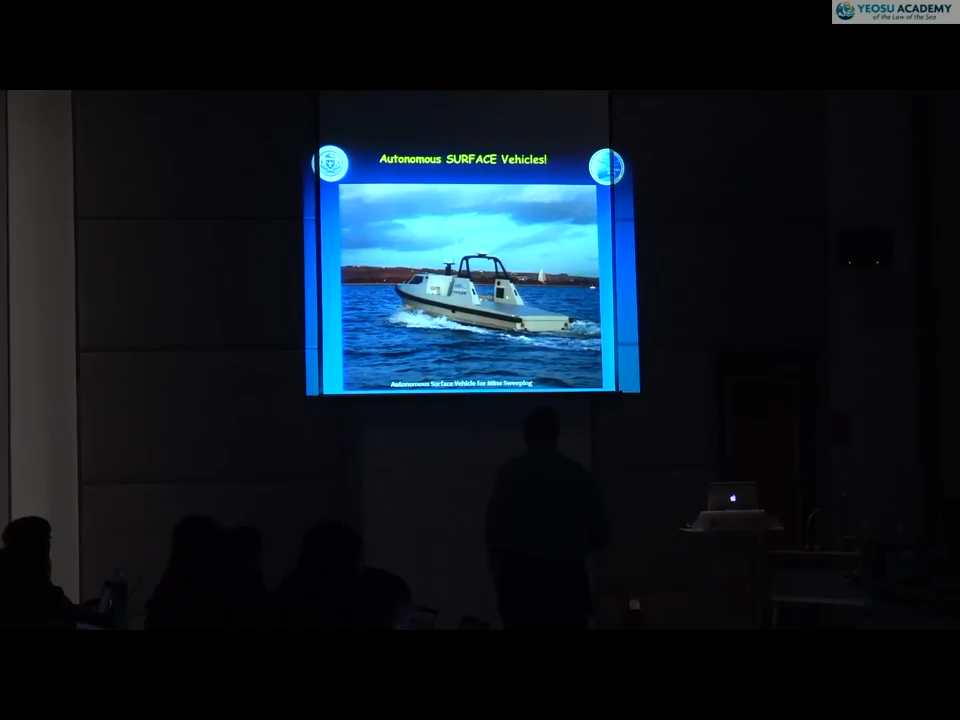 YEOSU ACADEMY
of the Law of the Sea
Autonomous SURFACE Vehicles!
Autonomous Surface Vehicle for Mine Sweeping